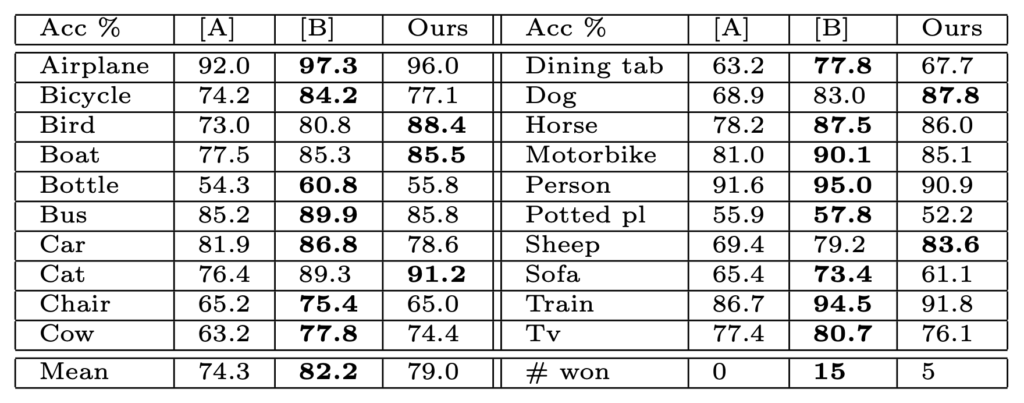 Acc % [A] [B] Ours Acc % [A] [B] Ours
Airplane 92.0 97.3 96.0 Dining tab 63.2 77.8 67.7
Bicycle 74.2 84.2 77.1 Dog 68.9 83.0 87.8
Bird 73.0 80.8 88.4 Horse 78.2 87.5 86.0
Boat 77.5 85.3 85.5 Motorbike 81.0 90.1 85.1
Bottle 54.3 60.8 55.8 Person 91.6 95.0 90.9
Bus 85.2 89.9 85.8 Potted pl 55.9 57.8 52.2
Car 81.9 86.8 78.6 Sheep 69.4 79.2 83.6
Cat 76.4 89.3 91.2 Sofa 65.4 73.4 61.1
Chair 65.2 75.4 65.0 Train 86.7 94.5 91.8
Cow 63.2 77.8 74.4 Tv 77.4 80.7 76.1
Mean 74.3 82.2 79.0 # won 0 15 5